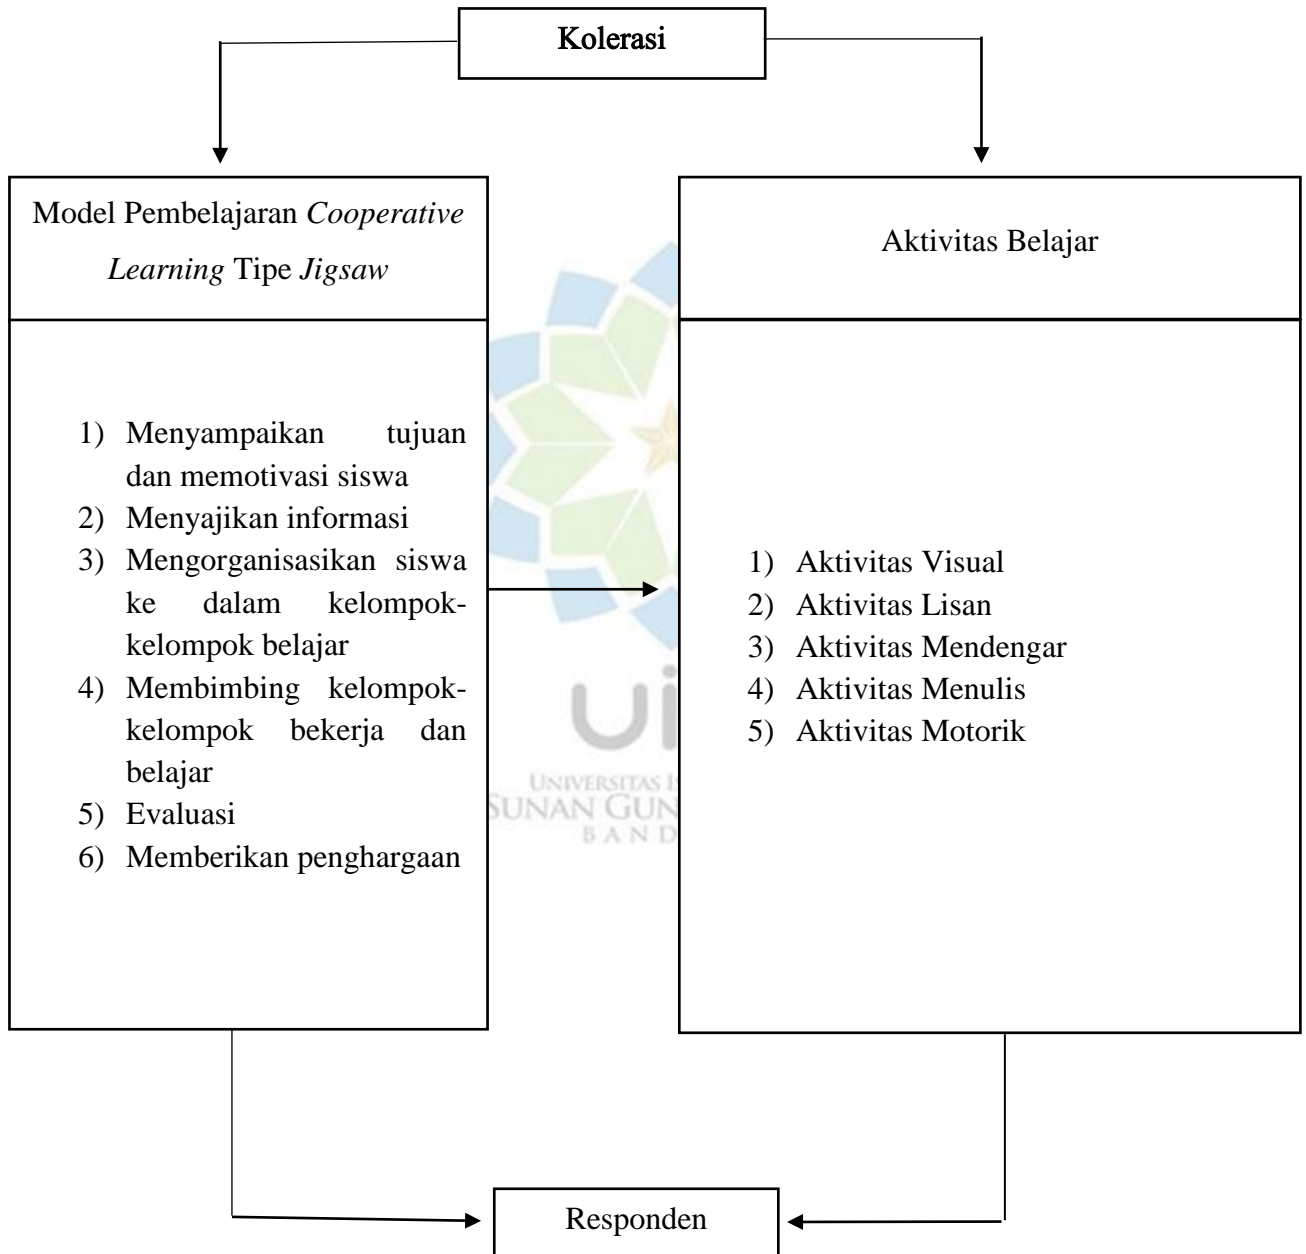 Kolerasi
Model Pembelajaran Cooperative
Learning Tipe Jigsaw
1) Menyampaikan tujuan
dan memotivasi siswa
2) Menyajikan informasi
3) Mengorganisasikan siswa
ke dalam kelompok-
kelompok belajar
4) Membimbing kelompok-
kelompok bekerja dan
belajar
5) Evaluasi
6) Memberikan penghargaan
Aktivitas Belajar
1) Aktivitas Visual
2) Aktivitas Lisan
3) Aktivitas Mendengar
4) Aktivitas Menulis
5) Aktivitas Motorik
UNIVERSITAS
SUNAN
Responden